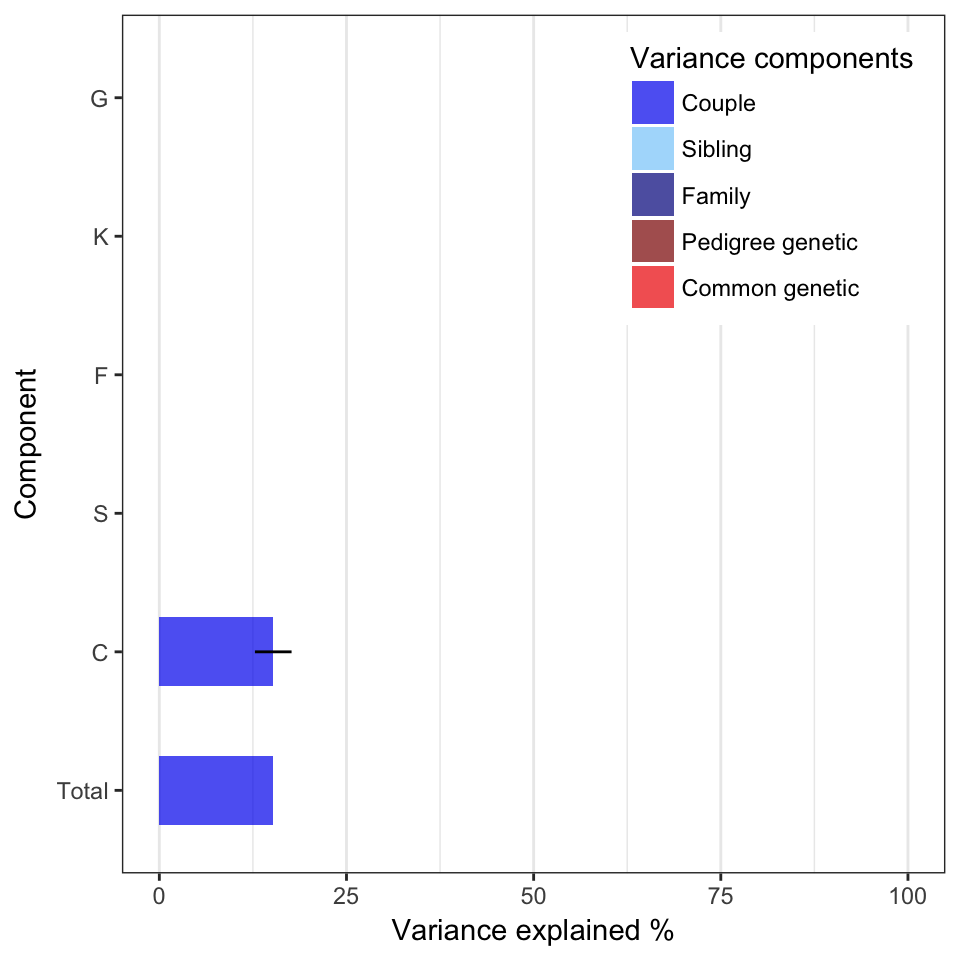 Variance components
Couple
Sibling
Family
Pedigree genetic
Common genetic
G
K
F
S
C
Total
Component
0 25 50 75 100
Variance explained %